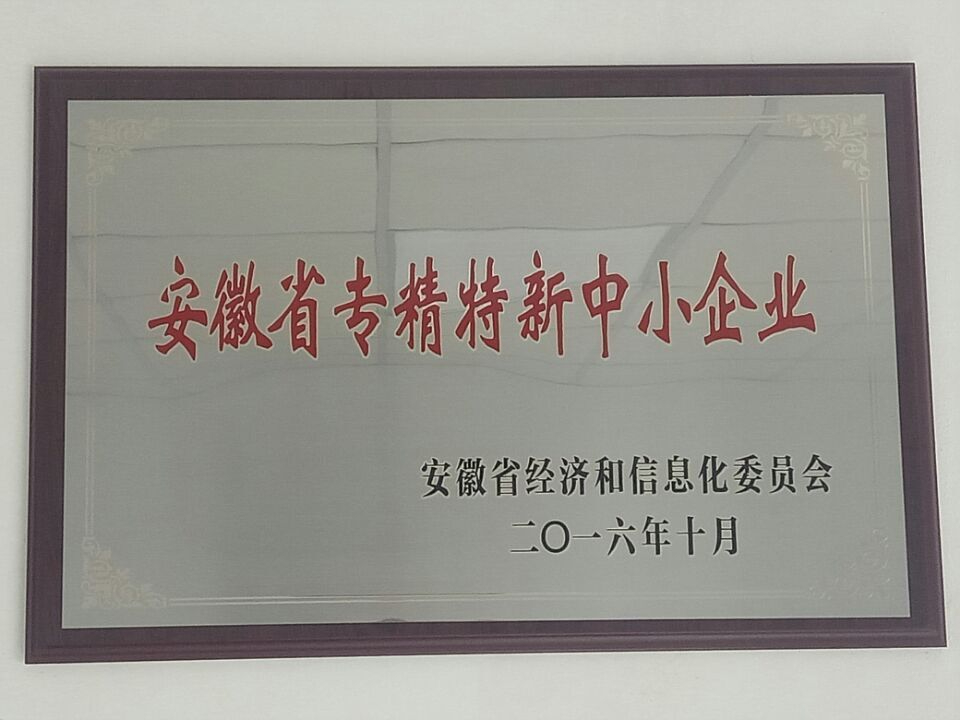 安徽省专精特新中小企业
安徽省经济和信息化委员会
二〇一六年十月